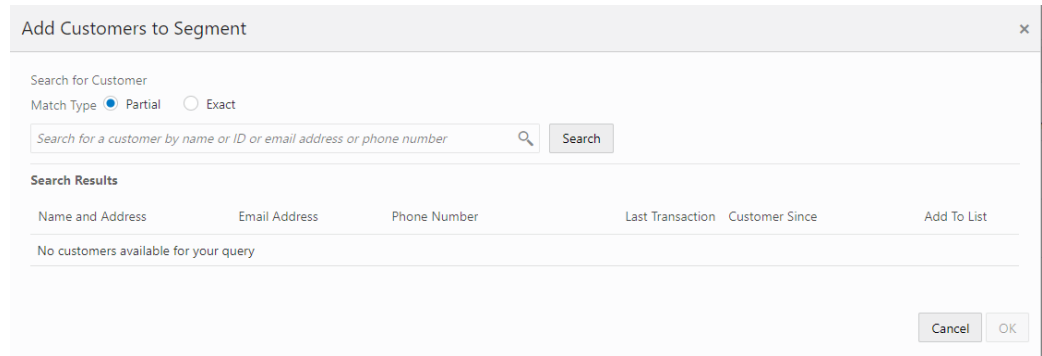 Add Customers to Segment ×
Search for Customer
Match Type Partial Exact
Search for a customer by name or ID or email address or phone number Search
Search Results
Name and Address Email Address Phone Number Last Transaction Customer Since Add To List
No customers available for your query
Cancel OK